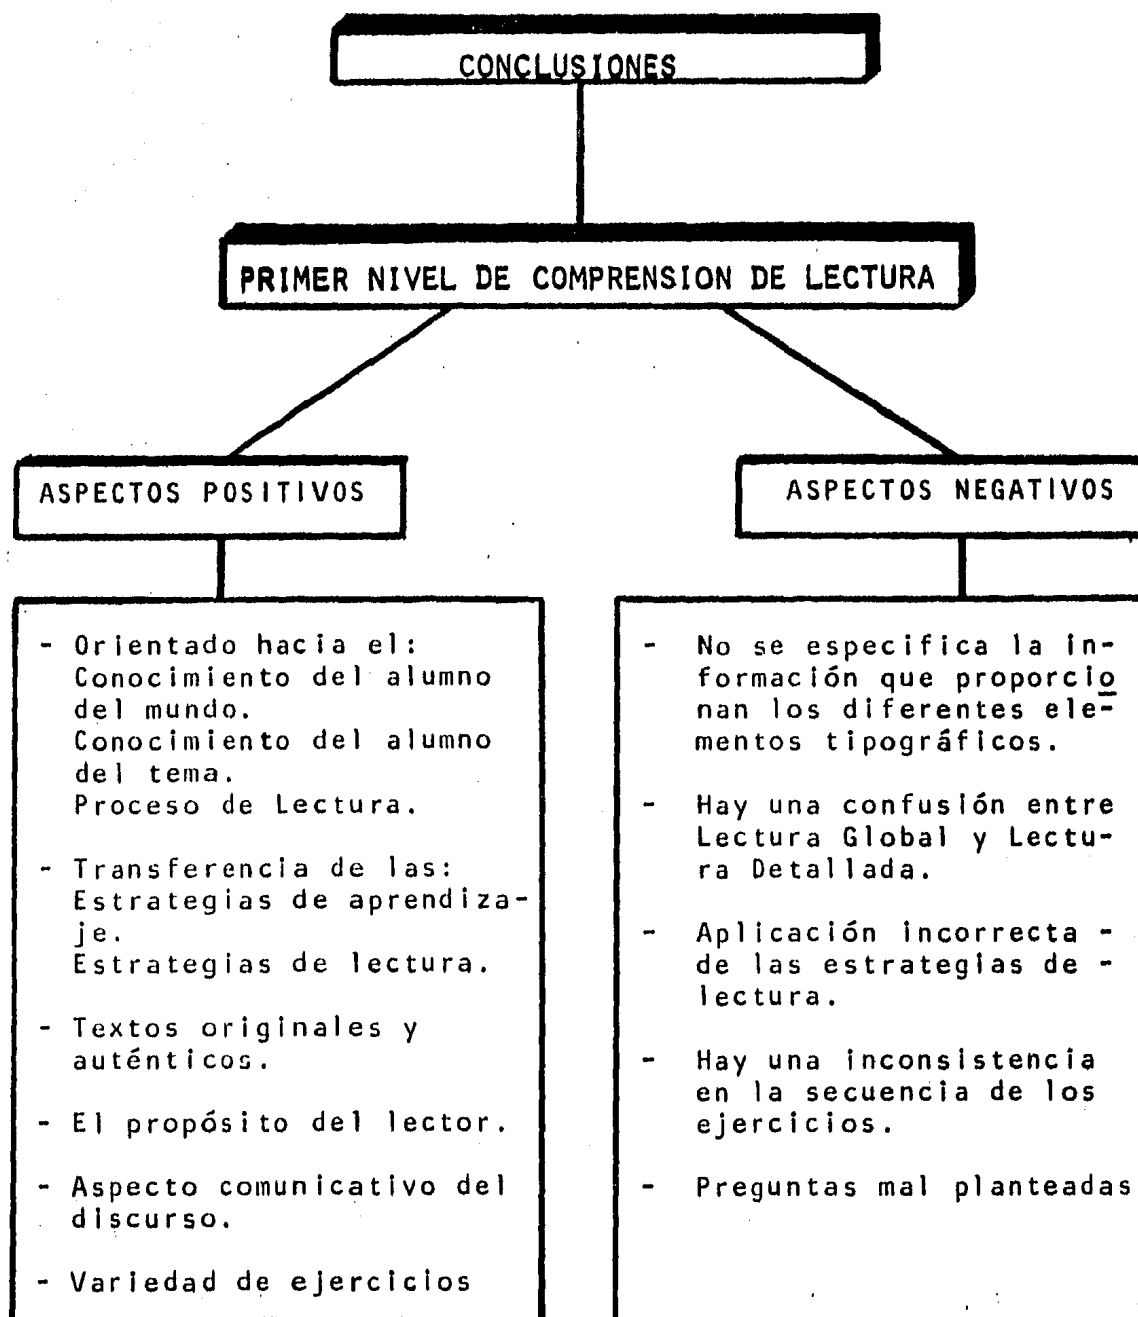 CONCLUSIONES
PRIMER NIVEL DE COMPRENSION DE LECTURA
ASPECTOS POSITIVOS
- Orientado hacia el:
Conocimiento del alumno
del mundo.
Conocimiento del alumno
del tema.
Proceso de Lectura.
- Transferencia de las:
Estrategias de aprendiza-
je.
Estrategias de lectura.
- Textos originales y
auténticos.
- El propósito del lector.
- Aspecto comunicativo del
discurso.
- Variedad de ejercicios
ASPECTOS NEGATIVOS
- No se especifica la in-
formación que proporcio
nan los diferentes ele-
mentos tipográficos.
- Hay una confusión entre
Lectura Global y Lectu-
ra Detallada.
- Aplicación incorrecta -
de las estrategias de -
lectura.
- Hay una inconsistencia
en la secuencia de los
ejercicios.
- Preguntas mal planteadas